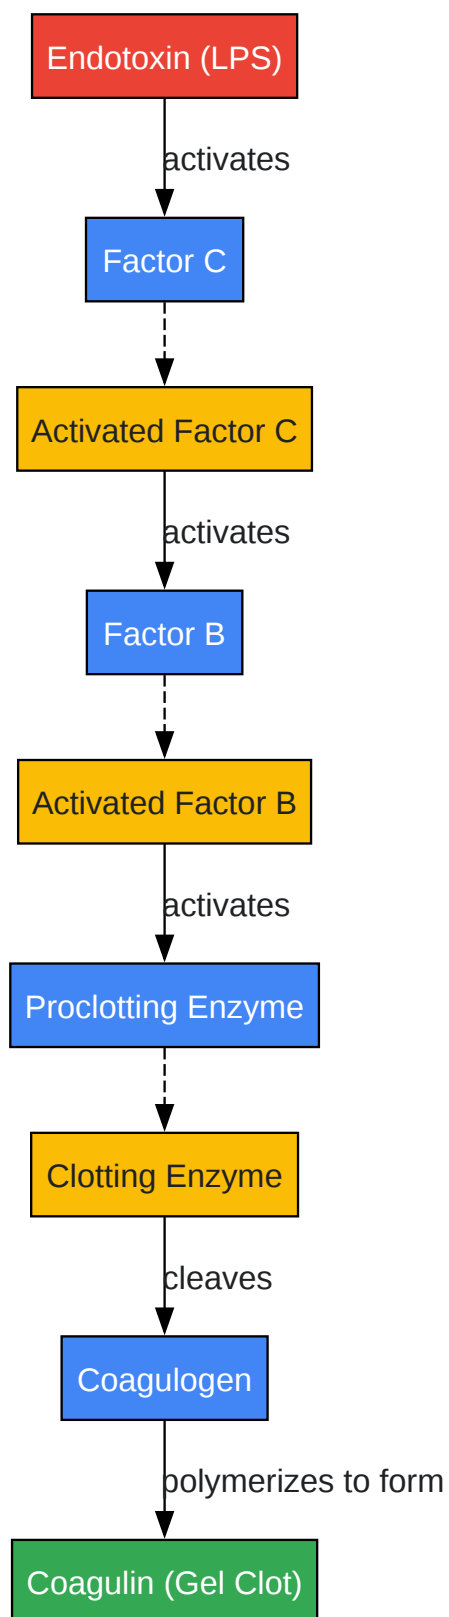 Endotoxin (LPS)
activates
Factor C
Activated Factor C
activates
Factor B
Activated Factor B
activates
Proclotting Enzyme
Clotting Enzyme
cleaves
Coagulogen
polymerizes to form
Coagulin (Gel Clot)